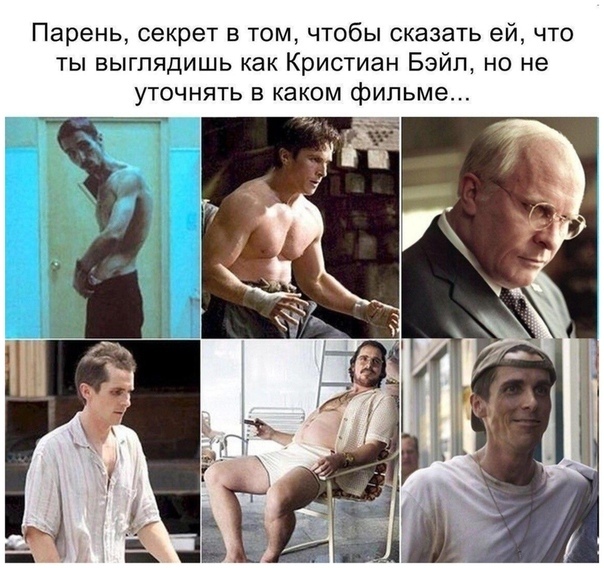 Парень, секрет в том, чтобы сказать ей, что
ты выглядишь как Кристиан Бэйл, но не
уточнять в каком фильме...